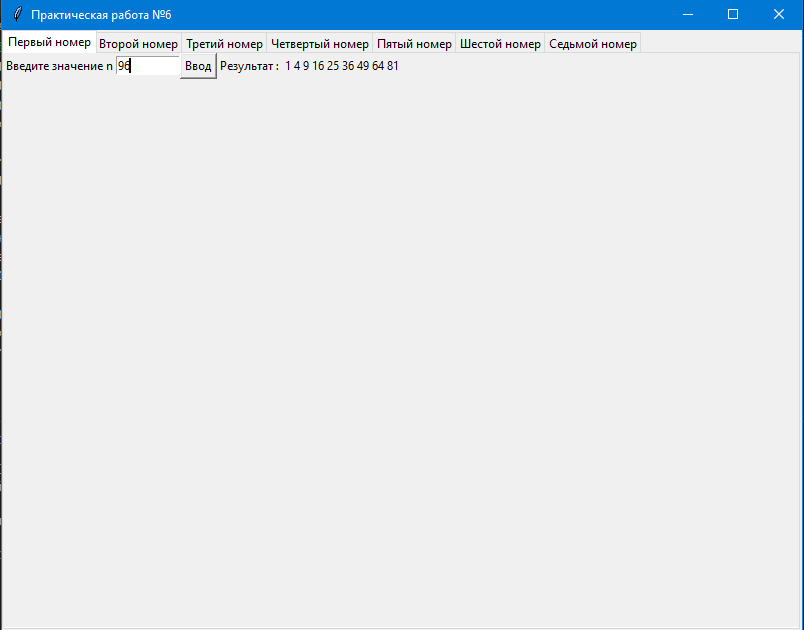 Практическая работа №6
Первый номер Второй номер Третий номер Четвертый номер Пятый номер Шестой номер Седьмой номер
Введите значение n 96 Ввод Результат : 1 4 9 16 25 36 49 64 81